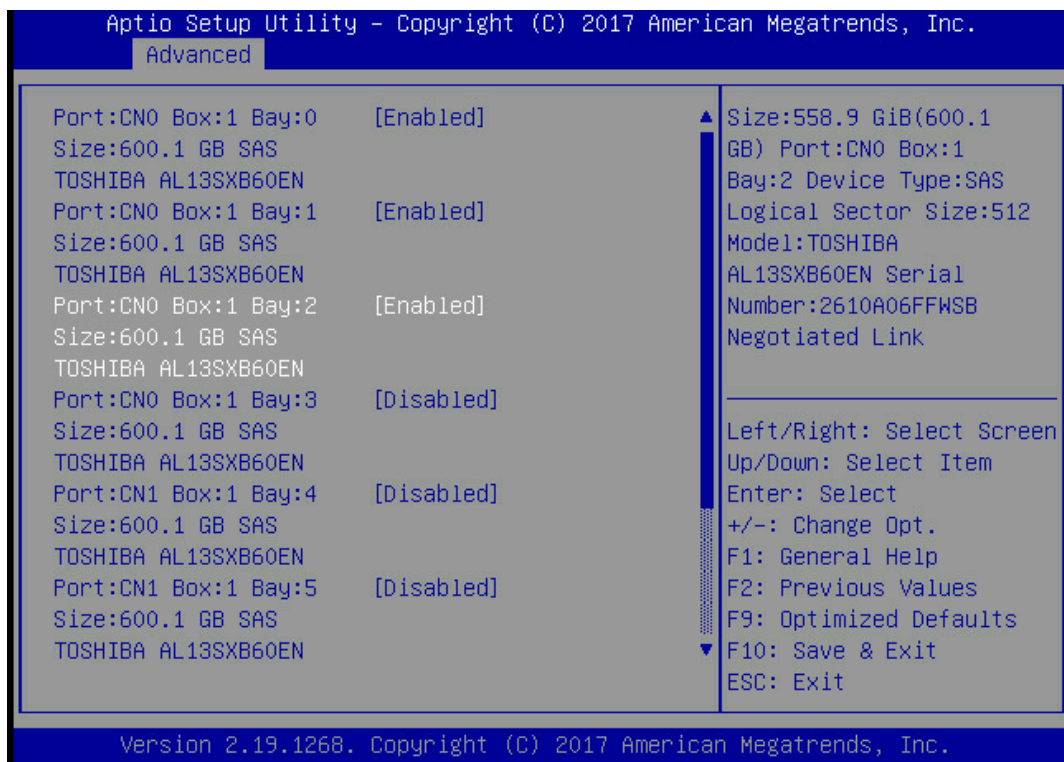 Aptio Setup Utility – Copyright (C) 2017 American Megatrends, Inc.
Advanced
Port:CN0 Box:1 Bay:0 [Enabled]
Size:600.1 GB SAS
TOSHIBA AL13SXB60EN
Port:CN0 Box:1 Bay:1 [Enabled]
Size:600.1 GB SAS
TOSHIBA AL13SXB60EN
Port:CN0 Box:1 Bay:2 [Enabled]
Size:600.1 GB SAS
TOSHIBA AL13SXB60EN
Port:CN0 Box:1 Bay:3 [Disabled]
Size:600.1 GB SAS
TOSHIBA AL13SXB60EN
Port:CN1 Box:1 Bay:4 [Disabled]
Size:600.1 GB SAS
TOSHIBA AL13SXB60EN
Port:CN1 Box:1 Bay:5 [Disabled]
Size:600.1 GB SAS
TOSHIBA AL13SXB60EN
Size:558.9 GiB(600.1
GB) Port:CN0 Box:1
Bay:2 Device Type:SAS
Logical Sector Size:512
Model:TOSHIBA
AL13SXB60EN Serial
Number:2610A06FFWSB
Negotiated Link
Left/Right: Select Screen
Up/Down: Select Item
Enter: Select
+/-: Change Opt.
F1: General Help
F2: Previous Values
F9: Optimized Defaults
F10: Save & Exit
ESC: Exit
Version 2.19.1268. Copyright (C) 2017 American Megatrends, Inc.